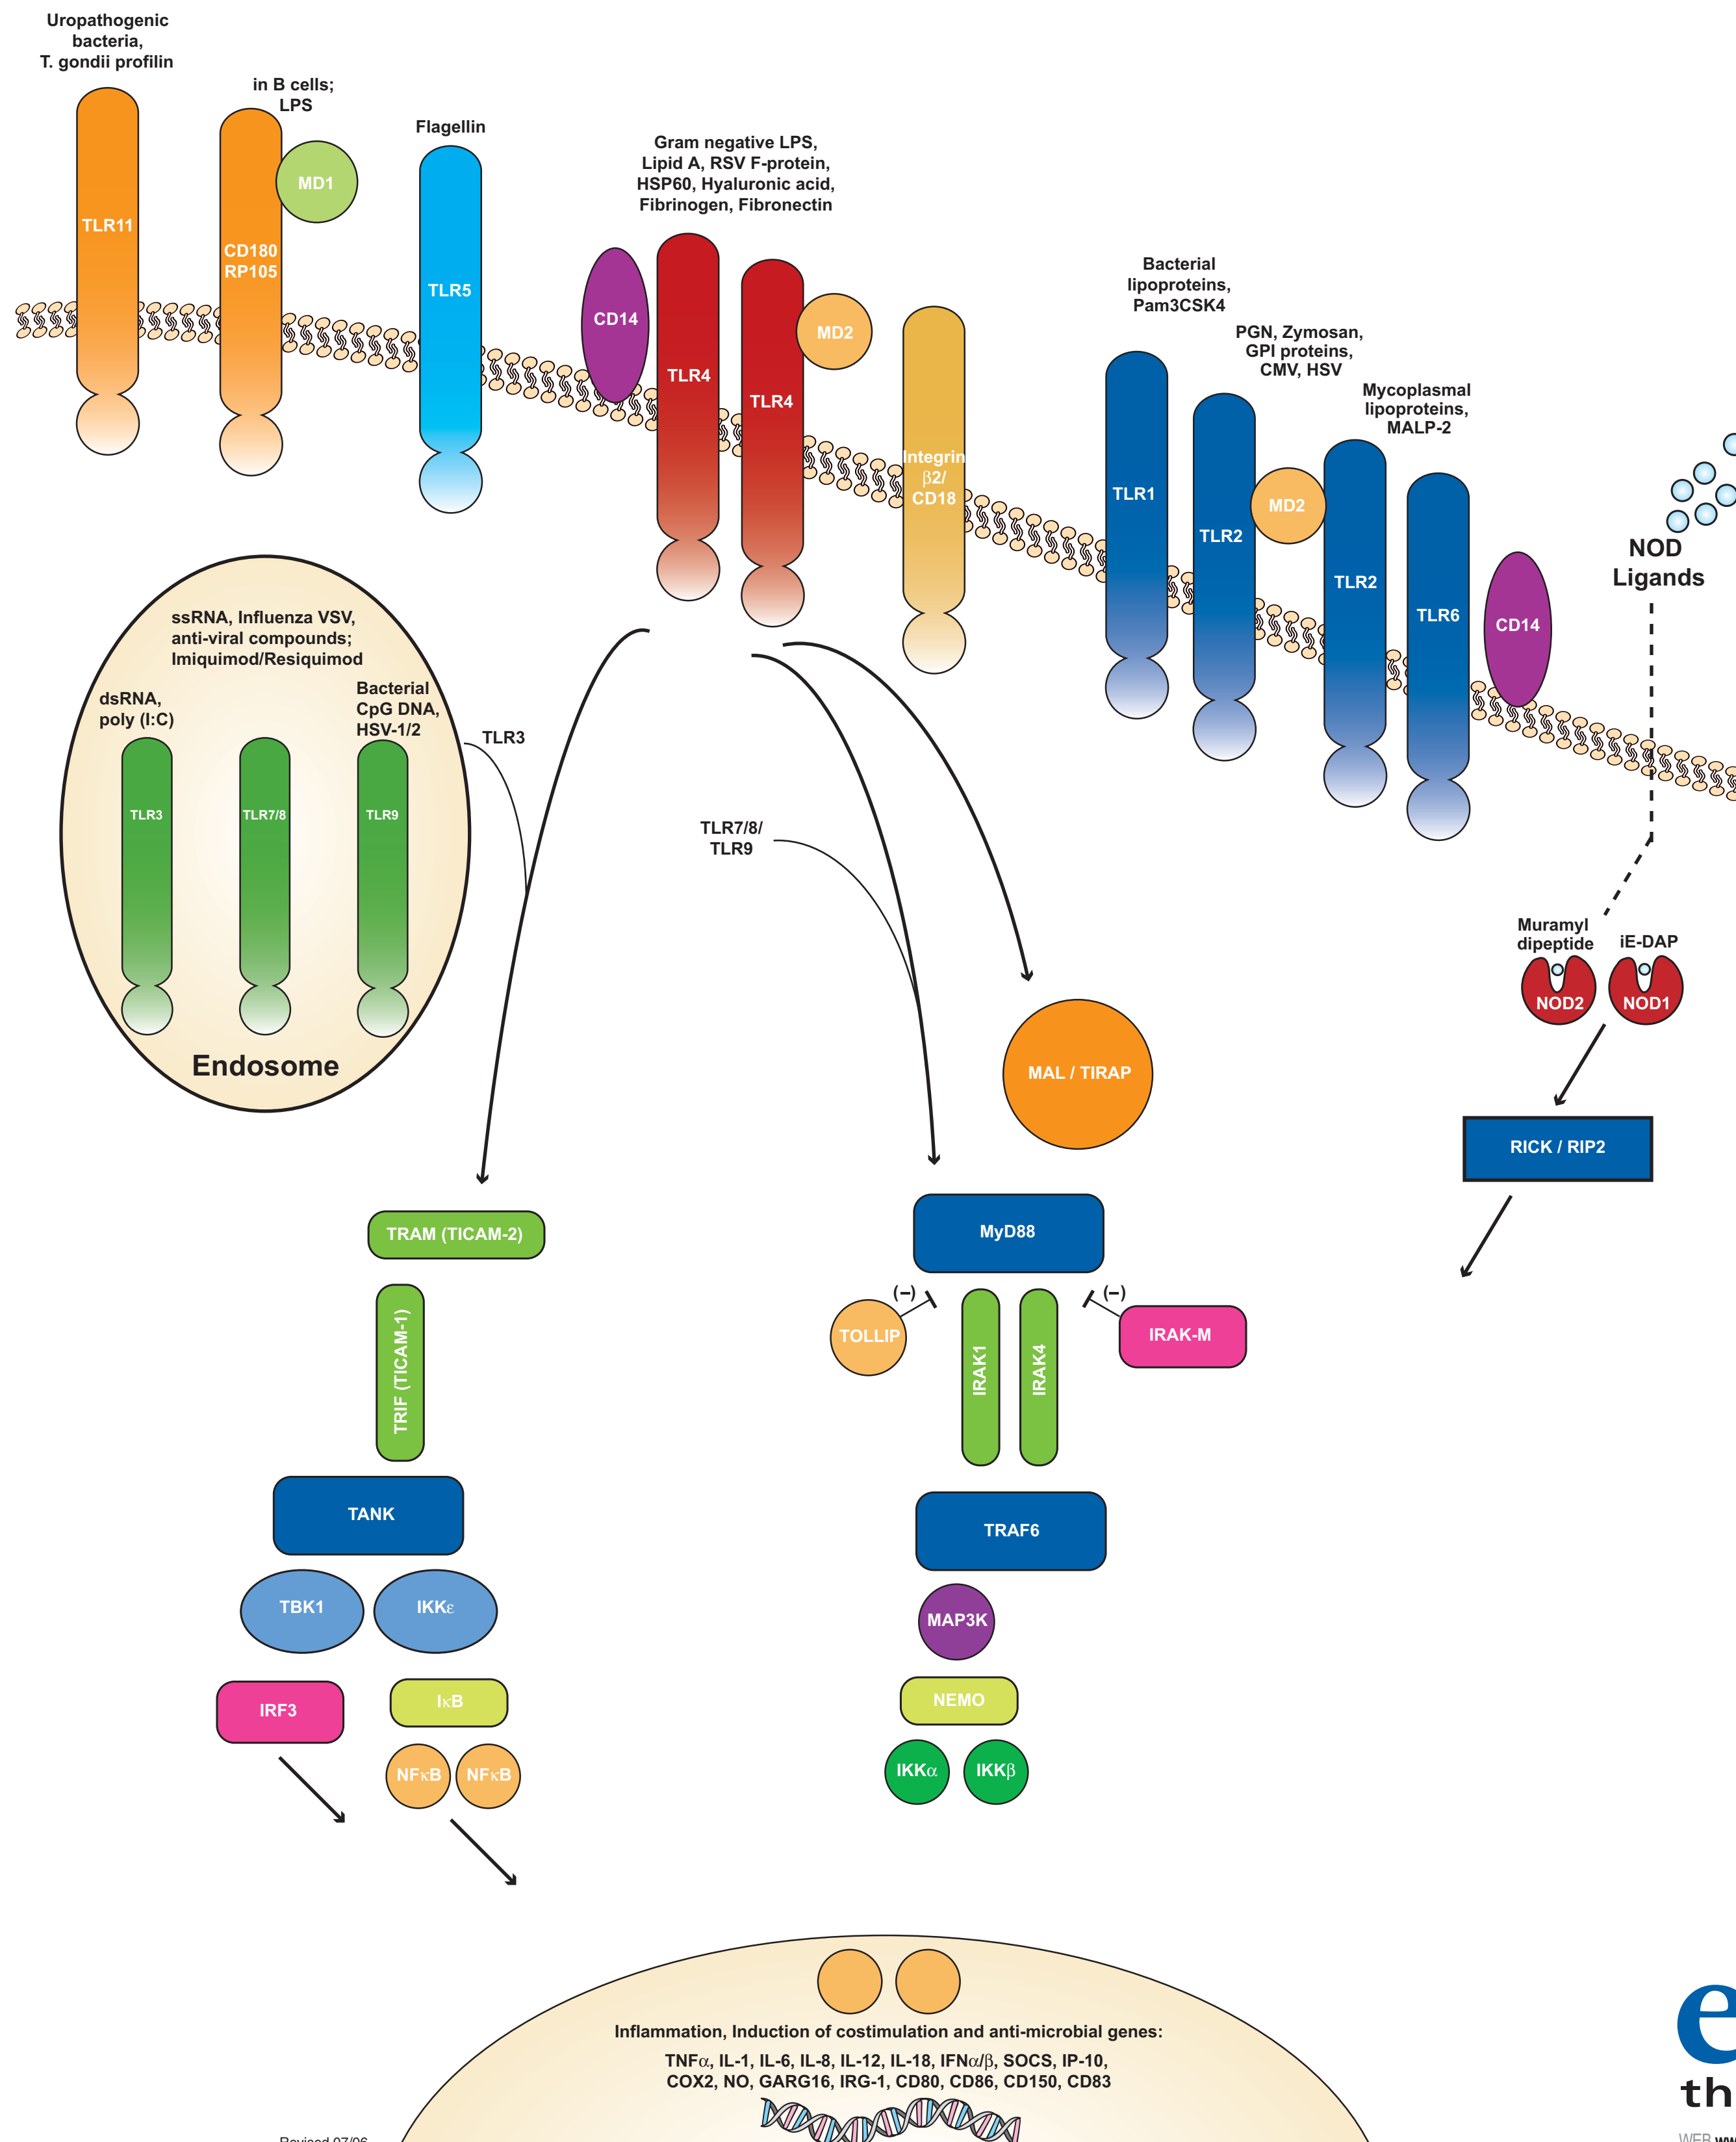 Uropathogenic
bacteria,
T. gondii profilin
in B cells;
LPS
Flagellin
Gram negative LPS,
Lipid A, RSV F-protein,
HSP60, Hyaluronic acid,
Fibrinogen, Fibronectin
Bacterial
lipoproteins,
Pam3CSK4
PGN, Zymosan,
GPI proteins,
CMV, HSV
Mycoplasmal
lipoproteins,
MALP-2
TLR11
CD180
RP105
MD1
TLR5
CD14
TLR4
TLR4
MD2
Integrin
β2/
CD18
TLR1
TLR2
MD2
TLR2
TLR6
CD14
NOD
Ligands
ssRNA, Influenza VSV,
anti-viral compounds;
Imiquimod/Resiquimod
dsRNA,
poly (I:C)
Bacterial
CpG DNA,
HSV-1/2
TLR3
TLR7/8
TLR9
Endosome
TLR3
TLR7/8/
TLR9
Muramyl
dipeptide
iE-DAP
NOD2
NOD1
MAL / TIRAP
RICK / RIP2
TRAM (TICAM-2)
TRIF (TICAM-1)
TANK
TBK1
IKKε
IRF3
IκB
NFκB
NFκB
MyD88
(–)
(–)
TOLLIP
IRAK1
IRAK4
IRAK-M
TRAF6
MAP3K
NEMO
IKKα
IKKβ
Inflammation, Induction of costimulation and anti-microbial genes:
TNFα, IL-1, IL-6, IL-8, IL-12, IL-18, IFNα/β, SOCS, IP-10,
COX2, NO, GARG16, IRG-1, CD80, CD86, CD150, CD83
e
th
Revised 07/06
WEB ww